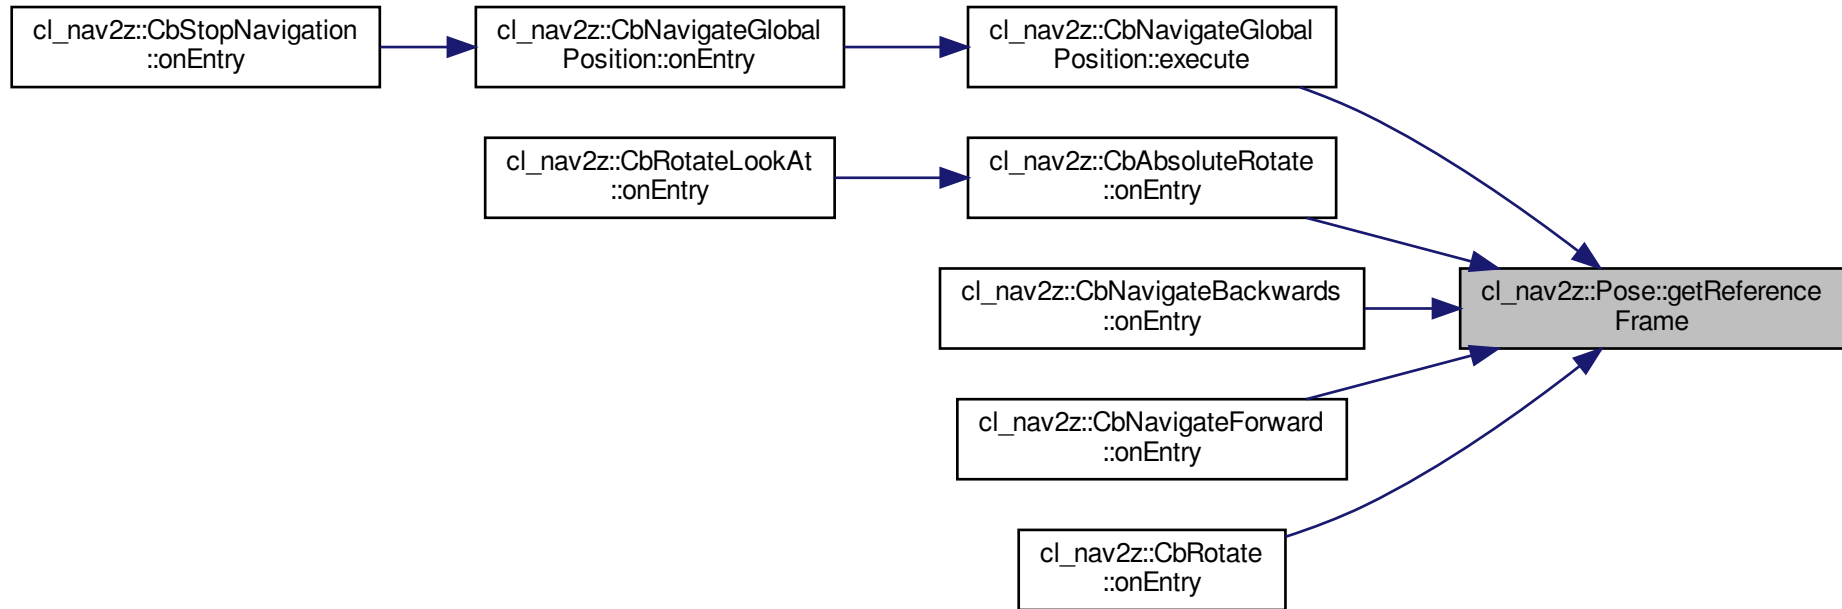 cl_nav2z::CbStopNavigation
::onEntry
cl_nav2z::CbNavigateGlobal
Position::onEntry
cl_nav2z::CbNavigateGlobal
Position::execute
cl_nav2z::CbRotateLookAt
::onEntry
cl_nav2z::CbAbsoluteRotate
::onEntry
cl_nav2z::CbNavigateBackwards
::onEntry
cl_nav2z::Pose::getReference
Frame
cl_nav2z::CbNavigateForward
::onEntry
cl_nav2z::CbRotate
::onEntry